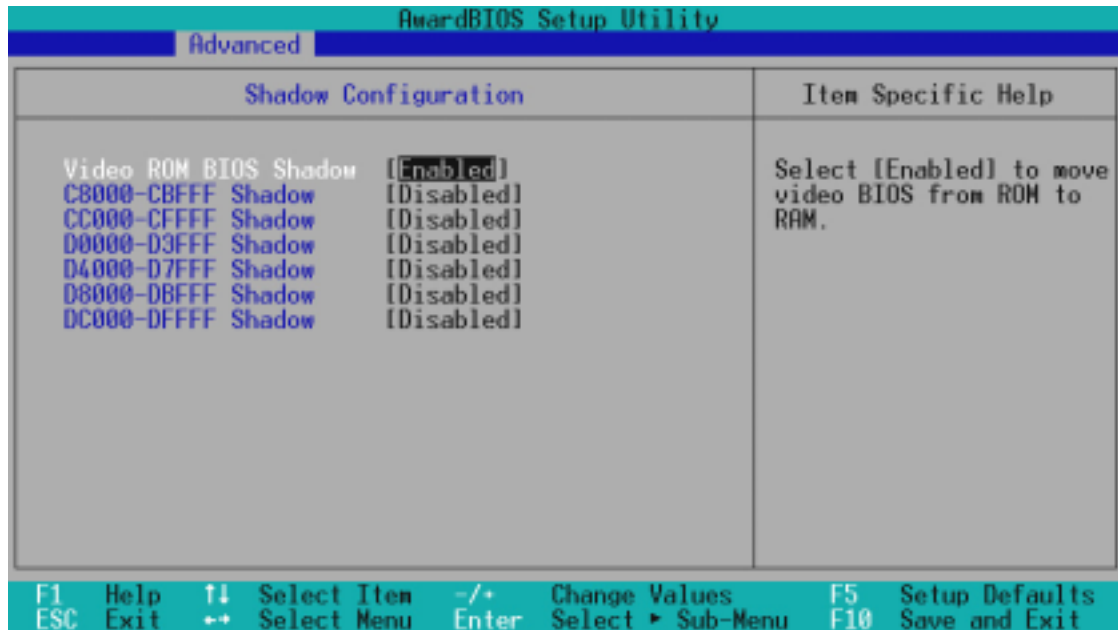 AwardBIOS Setup Utility
Advanced
Shadow Configuration
Item Specific Help
Video ROM BIOS Shadow [Enabled]
C8000-CBFFF Shadow [Disabled]
CC000-CFFFF Shadow [Disabled]
D0000-D3FFF Shadow [Disabled]
D4000-D7FFF Shadow [Disabled]
D8000-DBFFF Shadow [Disabled]
DC000-DFFFF Shadow [Disabled]
Select [Enabled] to move
video BIOS from ROM to
RAM.
F1 Help ↑↓ Select Item -/+ Change Values F5 Setup Defaults
ESC Exit ←→ Select Menu Enter Select ► Sub-Menu F10 Save and Exit